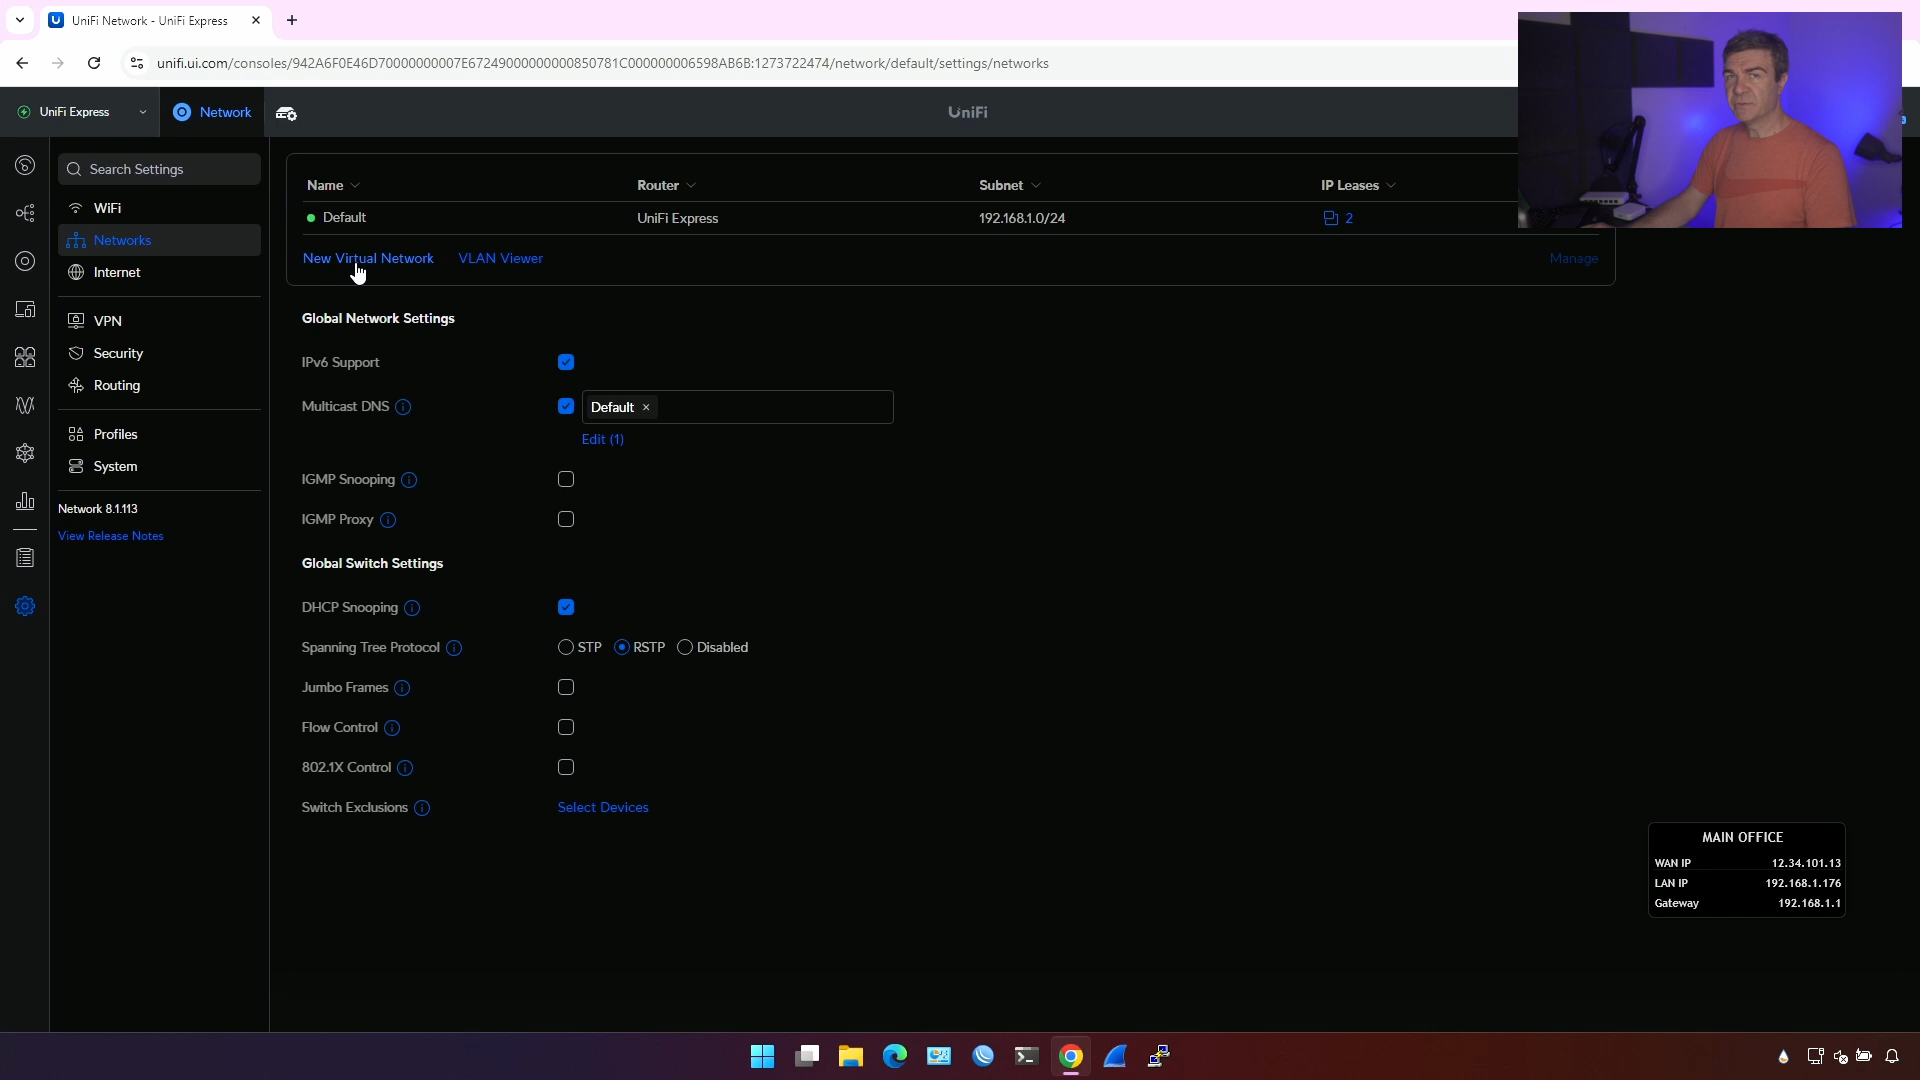 UniFi Network - UniFi Express
unifi.ui.com/consoles/942A6F0E46D70000000007E67249000000000850781C000000006598AB6B:1273722474/network/default/settings/networks
UniFi Express
Network
UniFi
Search Settings
WiFi
Networks
Internet
VPN
Security
Routing
Profiles
System
Network 8.1.113
View Release Notes
Name Router Subnet IP Leases
Default UniFi Express 192.168.1.0/24 2
New Virtual Network VLAN Viewer Manage
Global Network Settings
IPv6 Support
Multicast DNS Default
Edit (1)
IGMP Snooping
IGMP Proxy
Global Switch Settings
DHCP Snooping
Spanning Tree Protocol STP RSTP Disabled
Jumbo Frames
Flow Control
802.1X Control
Switch Exclusions Select Devices
MAIN OFFICE
WAN IP 12.34.101.13
LAN IP 192.168.1.176
Gateway 192.168.1.1